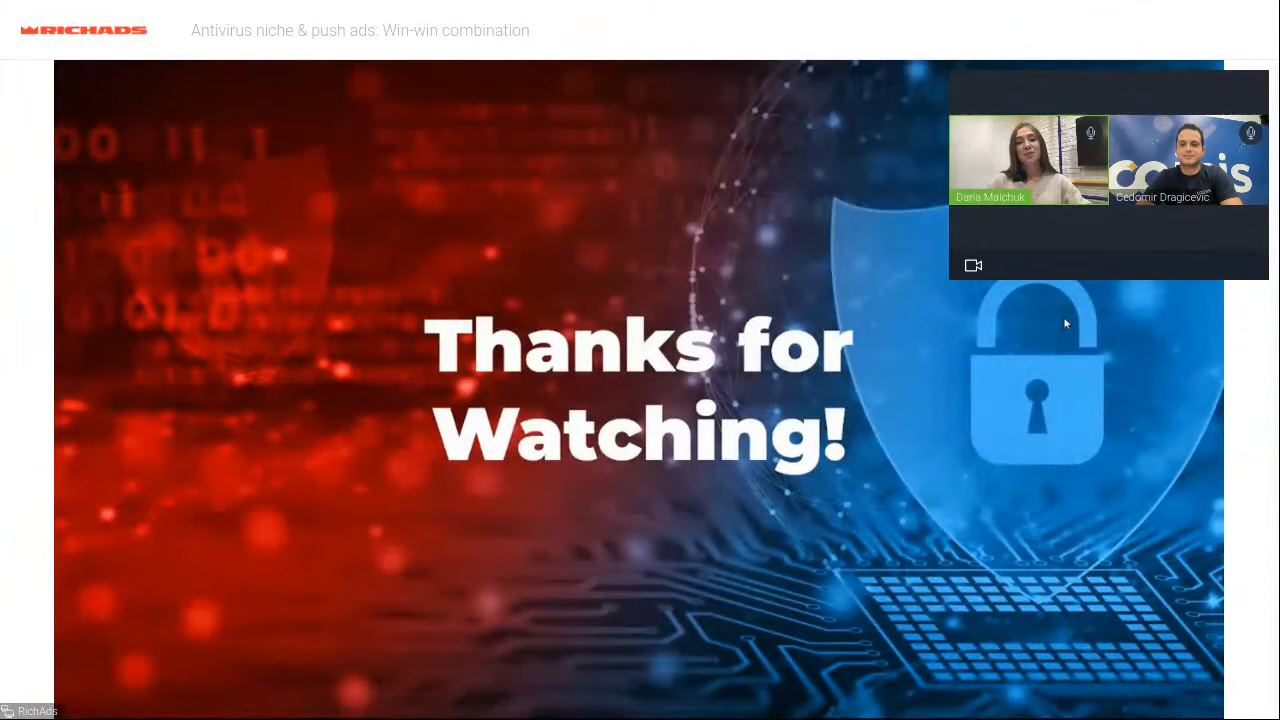 RICHADS
Antivirus niche & push ads: Win-win combination
Daria Maichuk
Cedomir Dragicevic
Thanks for
Watching!
RichAds